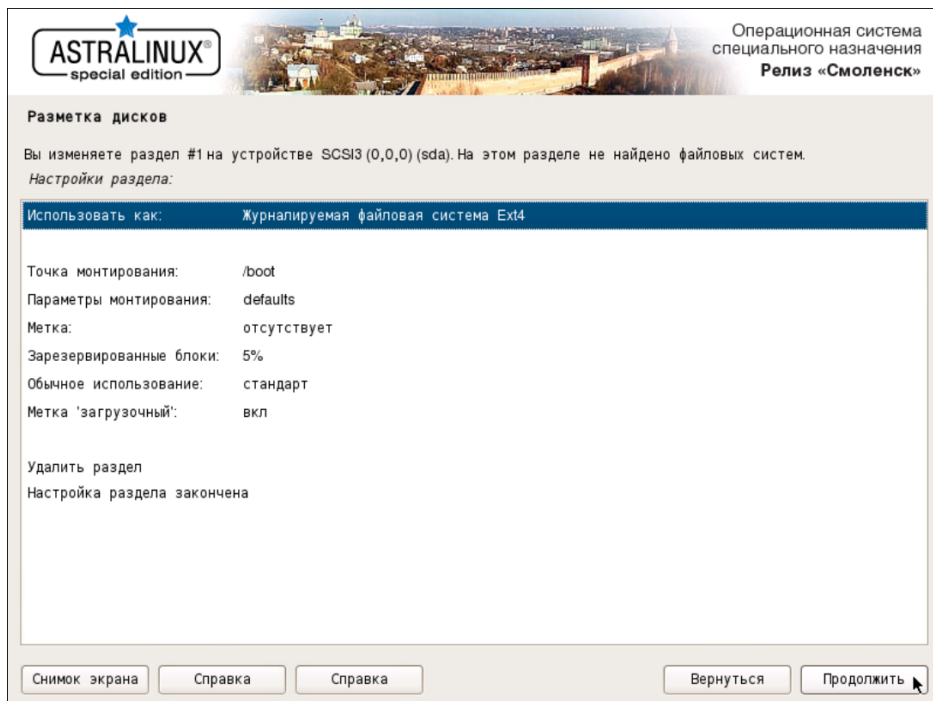 ASTRALINUX®
special edition
Операционная система
специального назначения
Релиз «Смоленск»
Разметка дисков
Вы изменяете раздел #1 на устройстве SCSI3 (0,0,0) (sda). На этом разделе не найдено файловых систем.
Настройки раздела:
Использовать как: Журналируемая файловая система Ext4
Точка монтирования: /boot
Параметры монтирования: defaults
Метка: отсутствует
Зарезервированные блоки: 5%
Обычное использование: стандарт
Метка 'загрузочный': вкл
Удалить раздел
Настройка раздела закончена
Снимок экрана Справка Справка Вернуться Продолжить